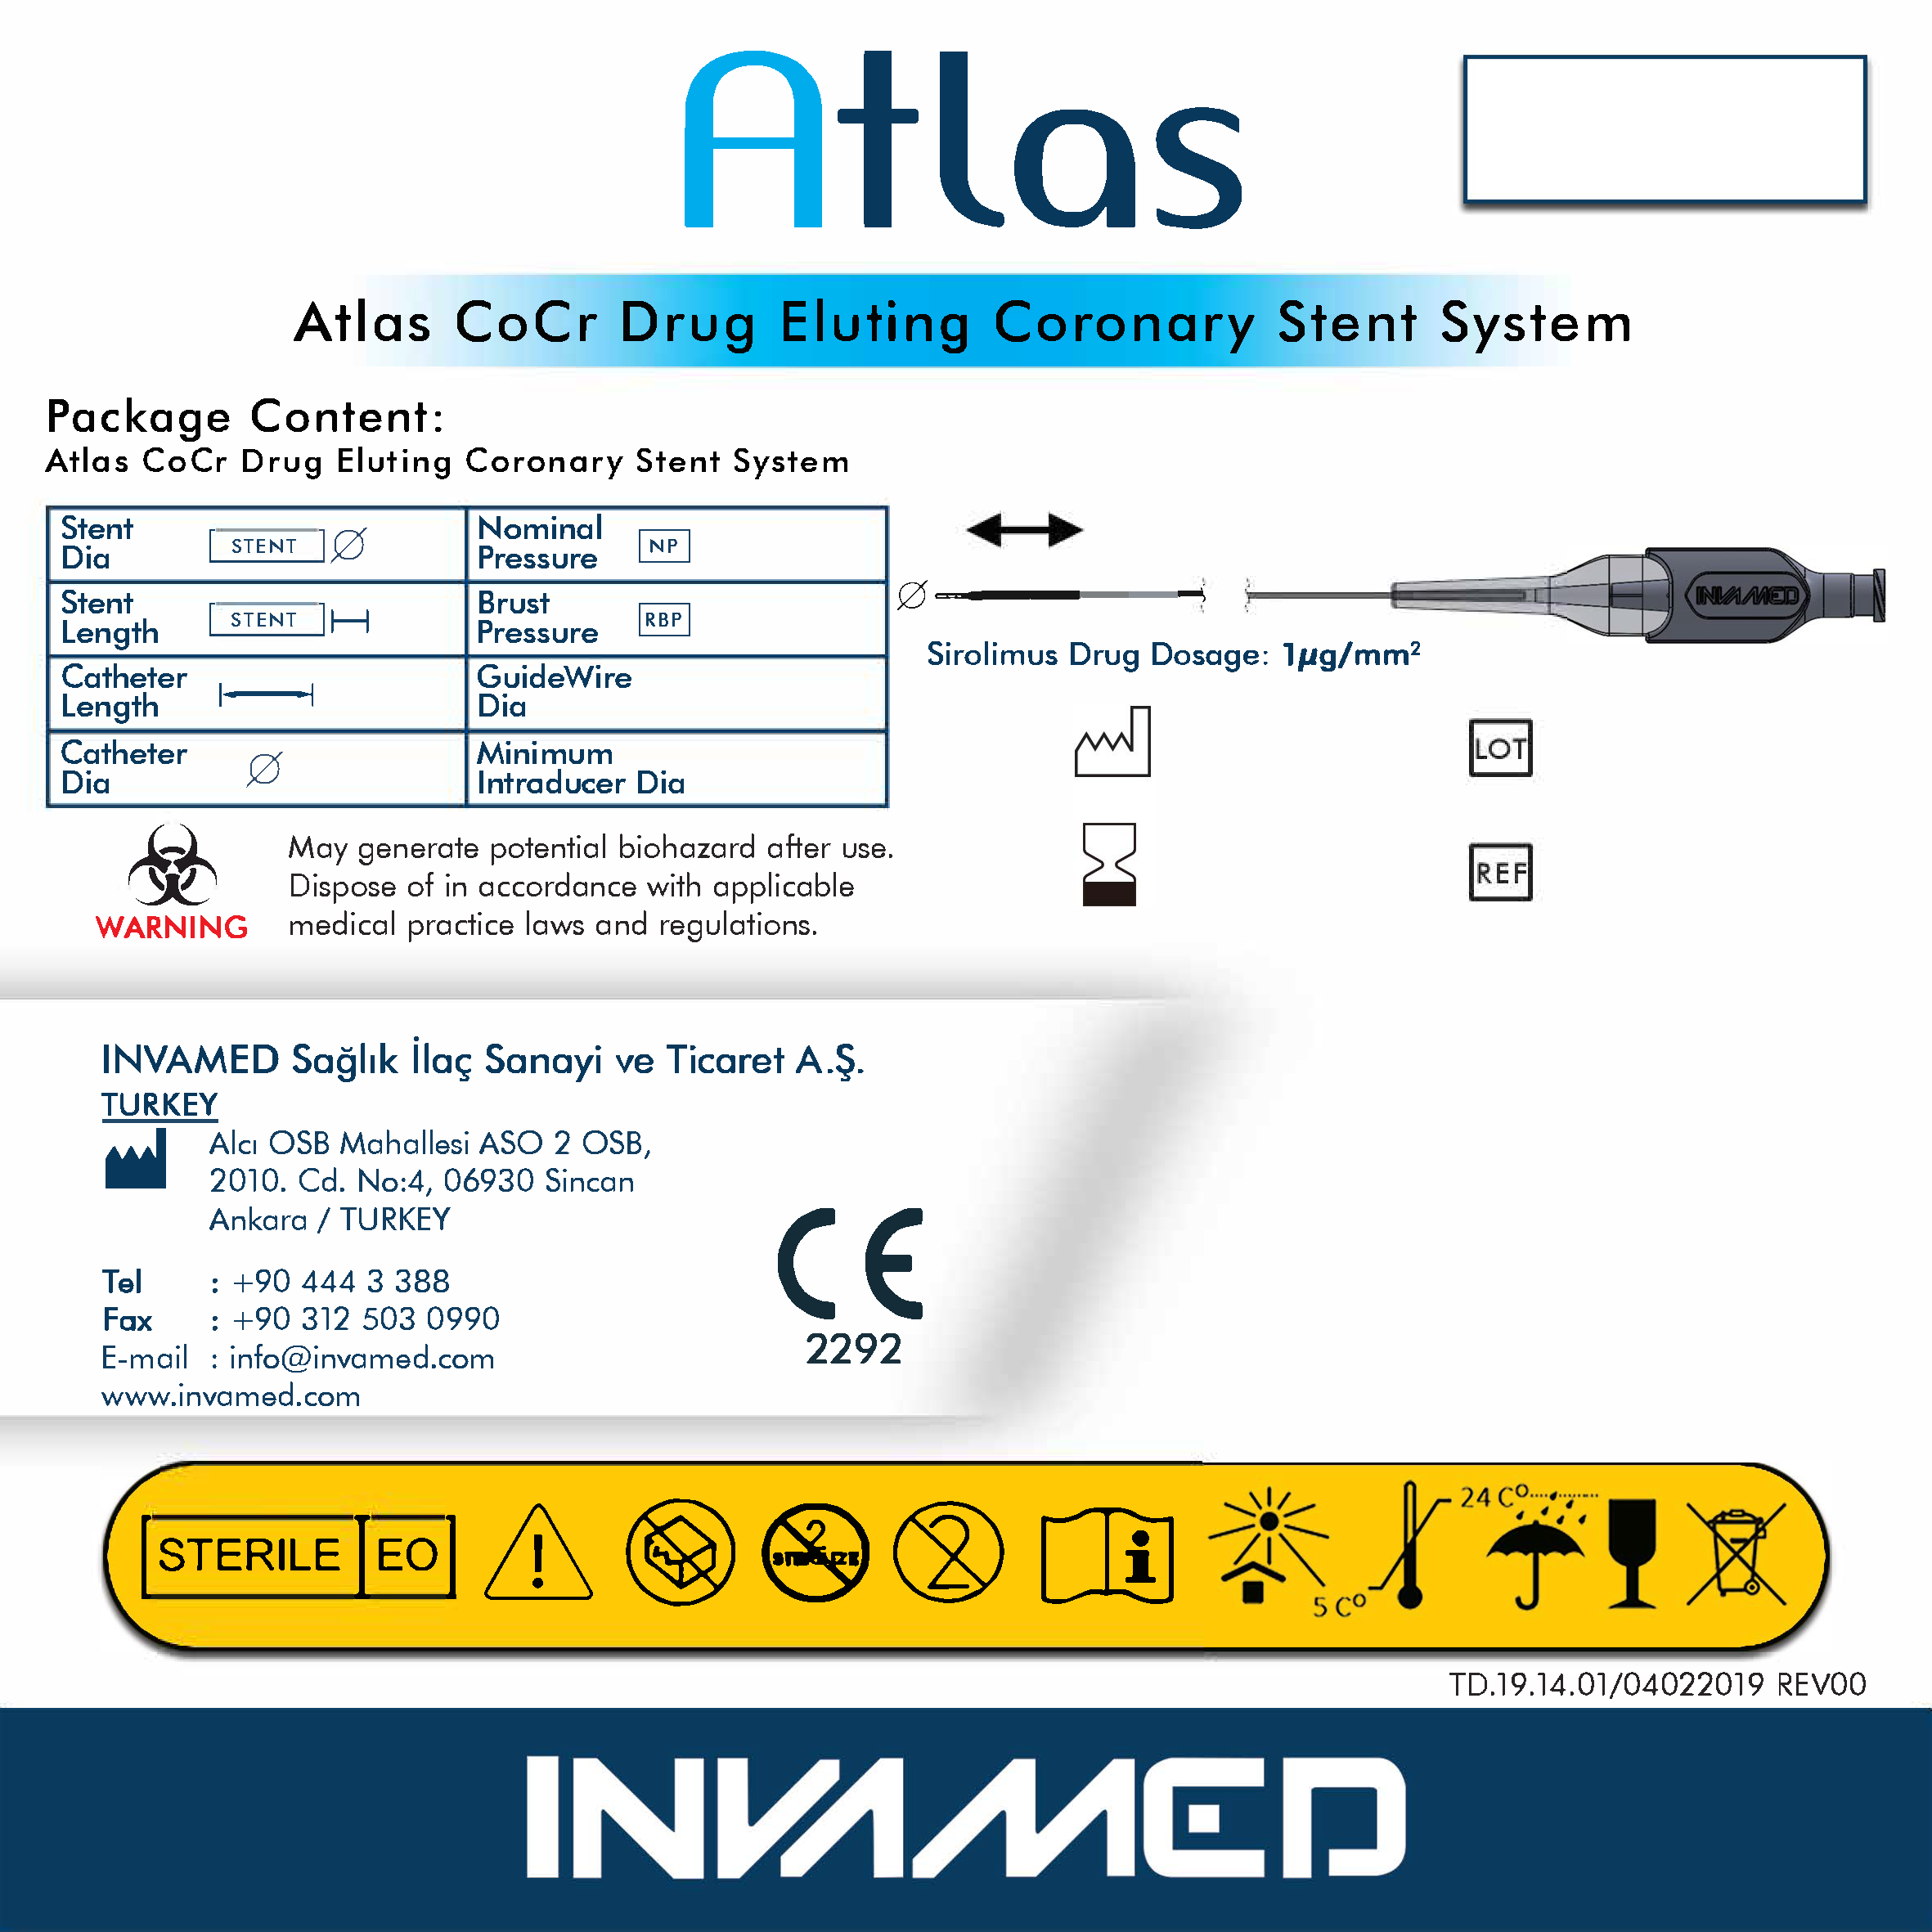 Atlas
Atlas CoCr Drug Eluting Coronary Stent System
Package Content:
Atlas CoCr Drug Eluting Coronary Stent System
Stent
Dia
STENT
Nominal
Pressure
NP
Stent
Length
STENT
Brust
Pressure
RBP
Catheter
Length
GuideWire
Dia
Catheter
Dia
Minimum
Intraducer Dia
INVAMED
Sirolimus Drug Dosage: 1µg/mm²
LOT
REF
WARNING
May generate potential biohazard after use.
Dispose of in accordance with applicable
medical practice laws and regulations.
INVAMED Sağlık İlaç Sanayi ve Ticaret A.Ş.
TURKEY
Alcı OSB Mahallesi ASO 2 OSB,
2010. Cd. No:4, 06930 Sincan
Ankara / TURKEY
Tel : +90 444 3 388
Fax : +90 312 503 0990
E-mail : info@invamed.com
www.invamed.com
CE
2292
STERILE EO
!
2
2
i
24 C°
5 C°
TD.19.14.01/04022019 REV00
INVAMED